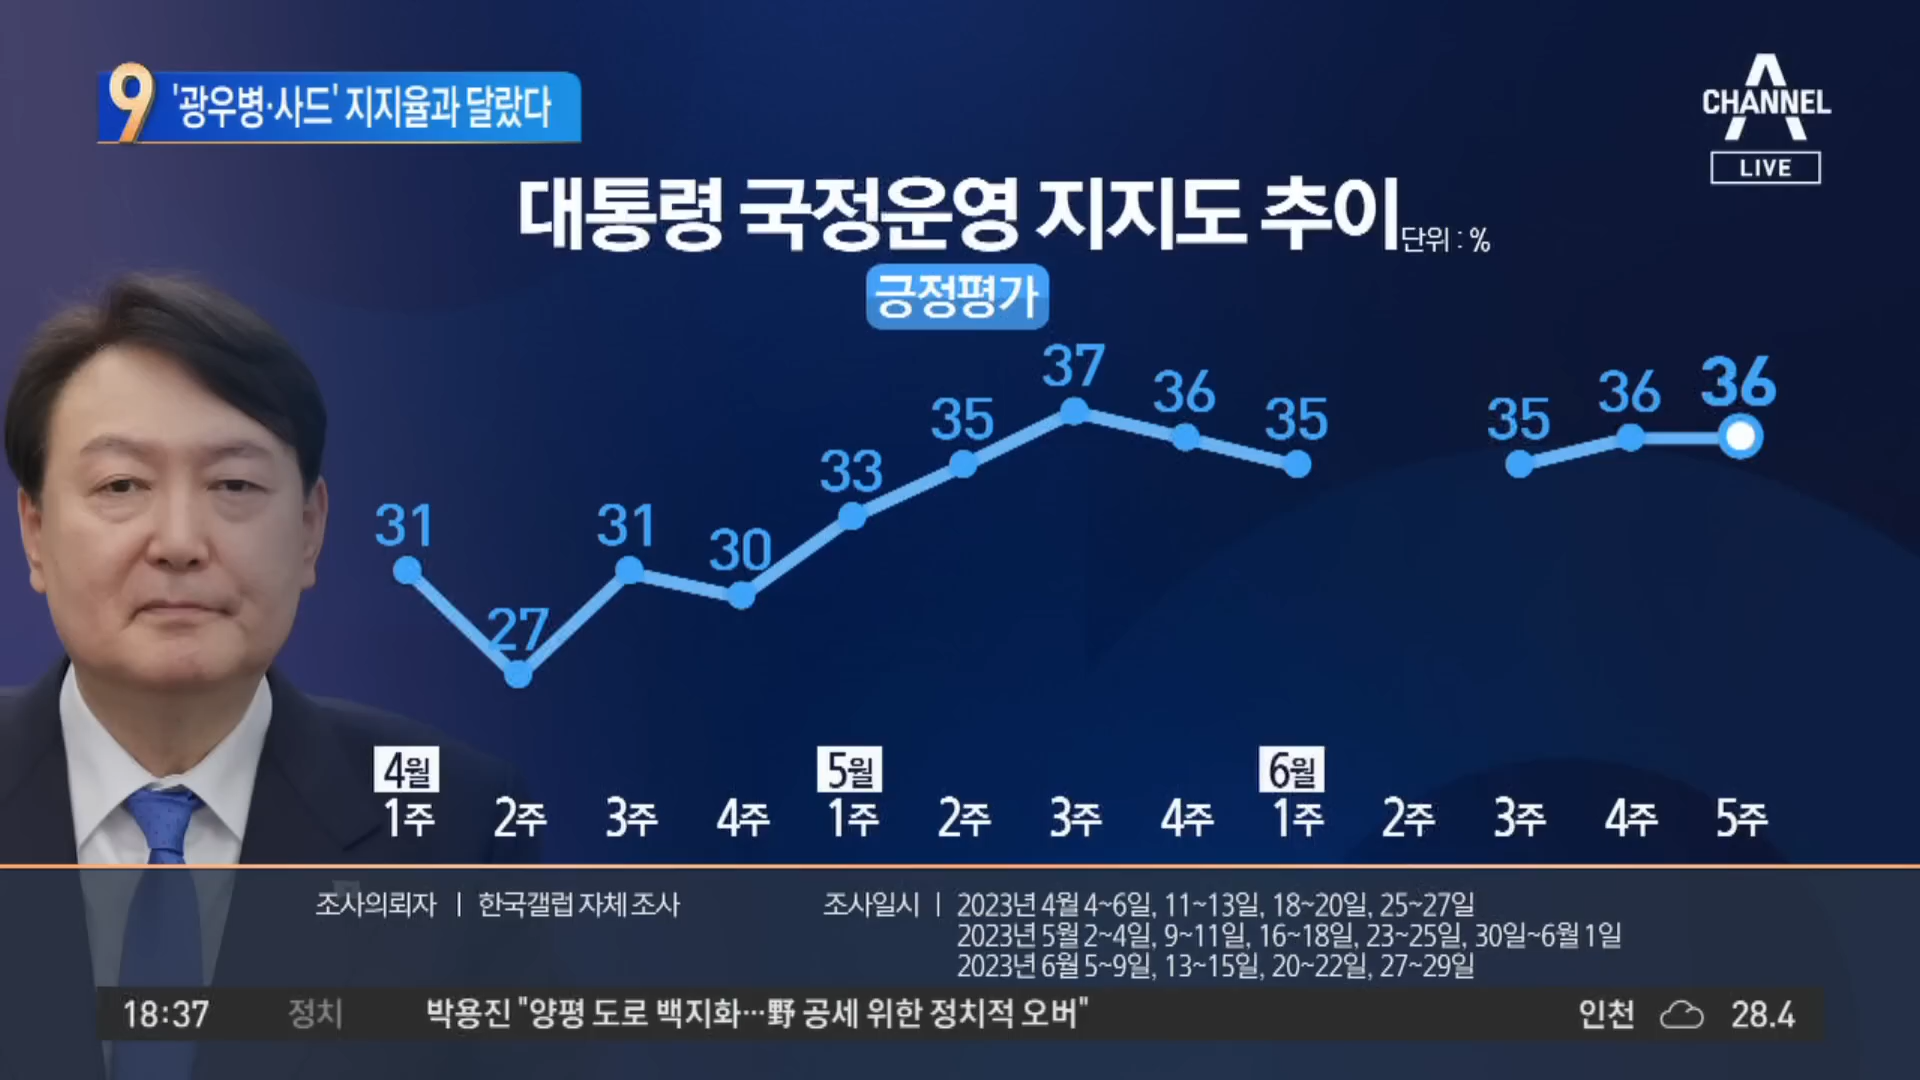 9 '광우병·사드' 지지율과 달랐다
CHANNEL A
LIVE
대통령 국정운영 지지도 추이 단위 : %
긍정평가
31 27 31 30 33 35 37 36 35 35 36 36
4월 5월 6월
1주 2주 3주 4주 1주 2주 3주 4주 1주 2주 3주 4주 5주
조사의뢰자 | 한국갤럽 자체 조사
조사일시 | 2023년 4월 4~6일, 11~13일, 18~20일, 25~27일
2023년 5월 2~4일, 9~11일, 16~18일, 23~25일, 30일~6월 1일
2023년 6월 5~9일, 13~15일, 20~22일, 27~29일
18:37 정치 박용진 "양평 도로 백지화…野 공세 위한 정치적 오버" 인천 28.4